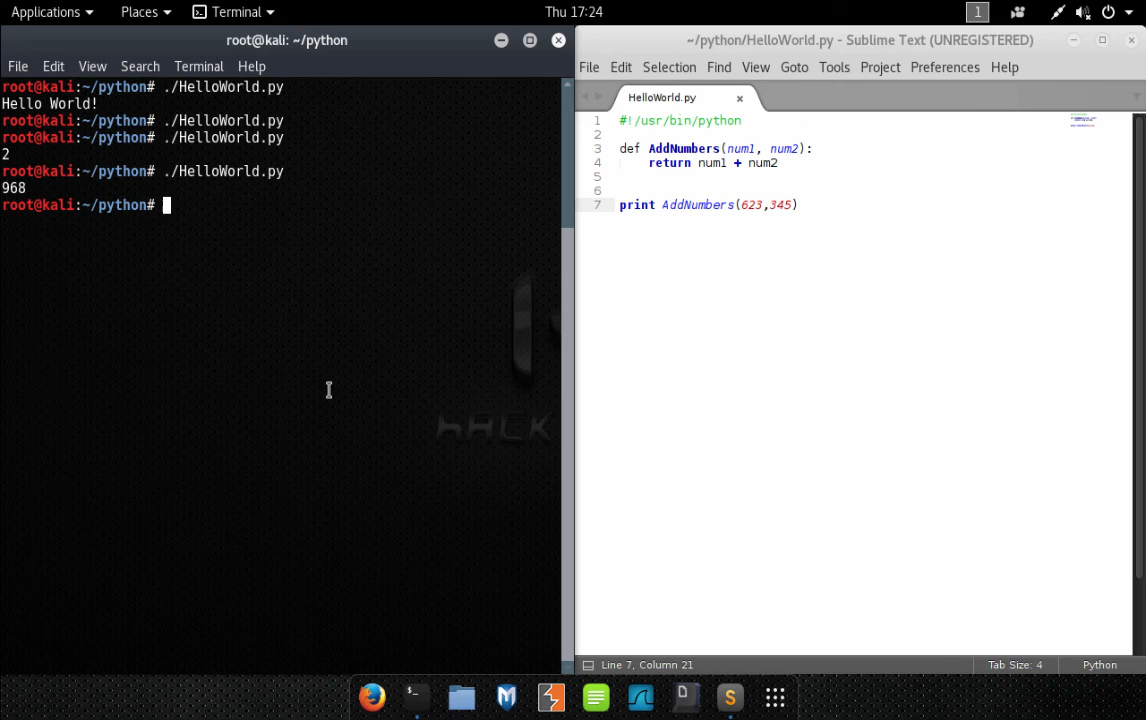 Applications Places Terminal Thu 17:24 1
root@kali: ~/python
File Edit View Search Terminal Help
root@kali:~/python# ./HelloWorld.py
Hello World!
root@kali:~/python# ./HelloWorld.py
root@kali:~/python# ./HelloWorld.py
2
root@kali:~/python# ./HelloWorld.py
968
root@kali:~/python#
HACK
~/python/HelloWorld.py - Sublime Text (UNREGISTERED)
File Edit Selection Find View Goto Tools Project Preferences Help
HelloWorld.py
1 #!/usr/bin/python
2
3 def AddNumbers(num1, num2):
4 return num1 + num2
5
6
7 print AddNumbers(623,345)
Line 7, Column 21 Tab Size: 4 Python